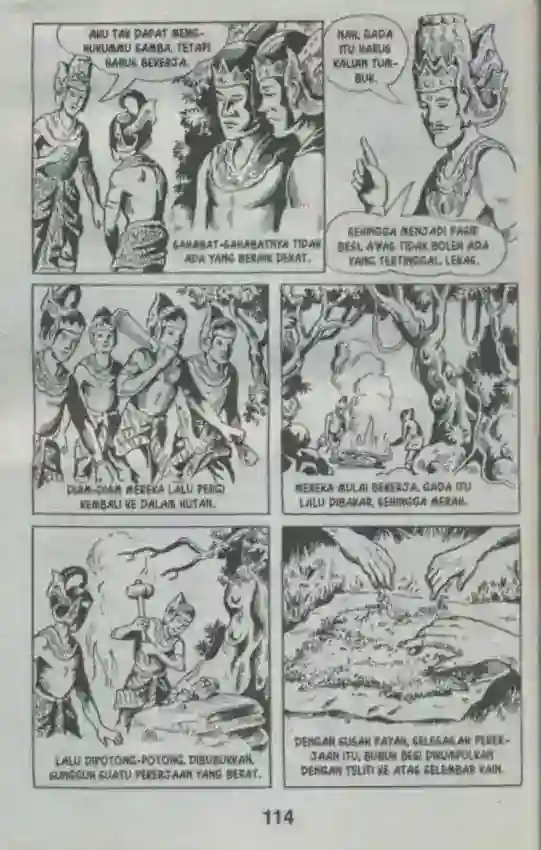 AKU TAK DAPAT MENG-
HUKUMMU SAMBA, TETAPI
HARUS BEKERJA.
SAHABAT-SAHABATNYA TIDAK
ADA YANG BERANI DEKAT.
NAH, GADA
ITU HARUS
KALIAN TUM-
BUK.
SEHINGGA MENJADI PASIR
BESI, AWAS TIDAK BOLEH ADA
YANG TERTINGGAL. LEKAS.
DIAM-DIAM MEREKA LALU PERGI
KEMBALI KE DALAM HUTAN.
MEREKA MULAI BEKERJA, GADA ITU
LALU DIBAKAR, SEHINGGA MERAH.
LALU DIPOTONG-POTONG, DIBUBUKKAN,
SUNGGUH SUATU PEKERJAAN YANG BERAT.
DENGAN SUSAH PAYAH, SELESAILAH PEKER-
JAAN ITU, BUBUK BESI DIKUMPULKAN
DENGAN TELITI KE ATAS SELEMBAR KAIN.
114